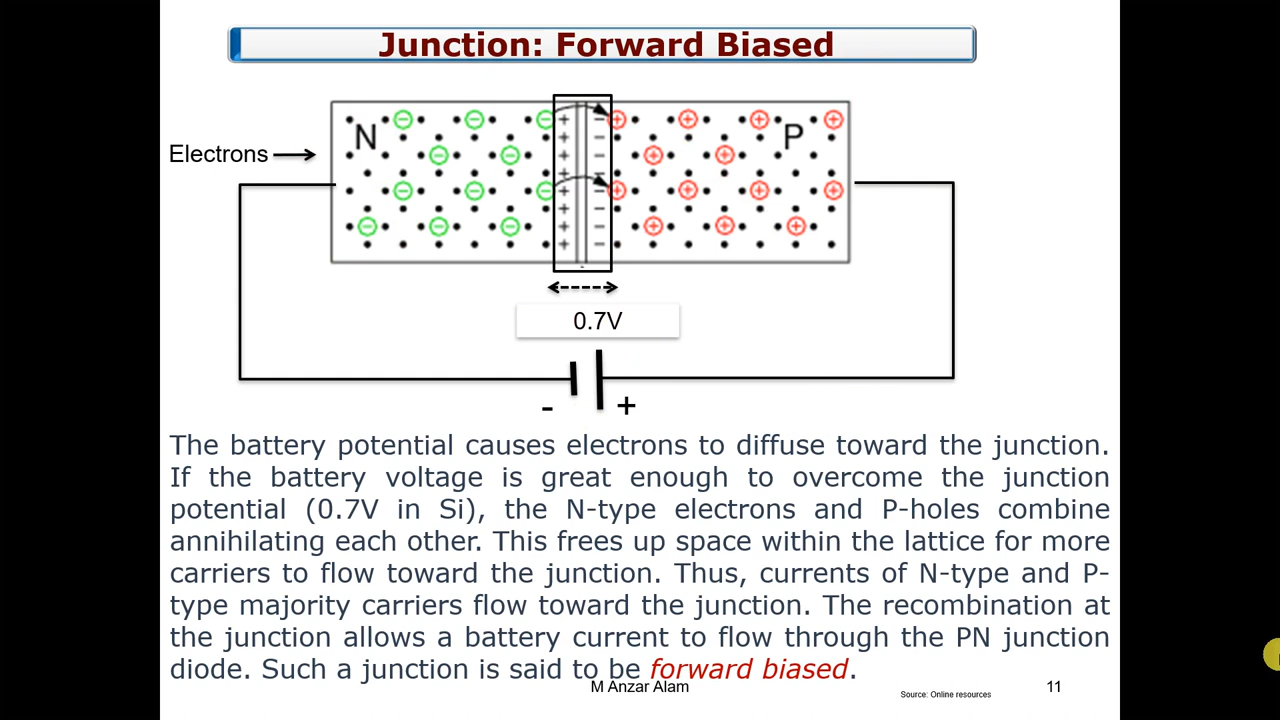 Junction: Forward Biased
N
P
Electrons
0.7V
- +
The battery potential causes electrons to diffuse toward the junction.
If the battery voltage is great enough to overcome the junction
potential (0.7V in Si), the N-type electrons and P-holes combine
annihilating each other. This frees up space within the lattice for more
carriers to flow toward the junction. Thus, currents of N-type and P-
type majority carriers flow toward the junction. The recombination at
the junction allows a battery current to flow through the PN junction
diode. Such a junction is said to be forward biased.
M Anzar Alam
Source: Online resources
11